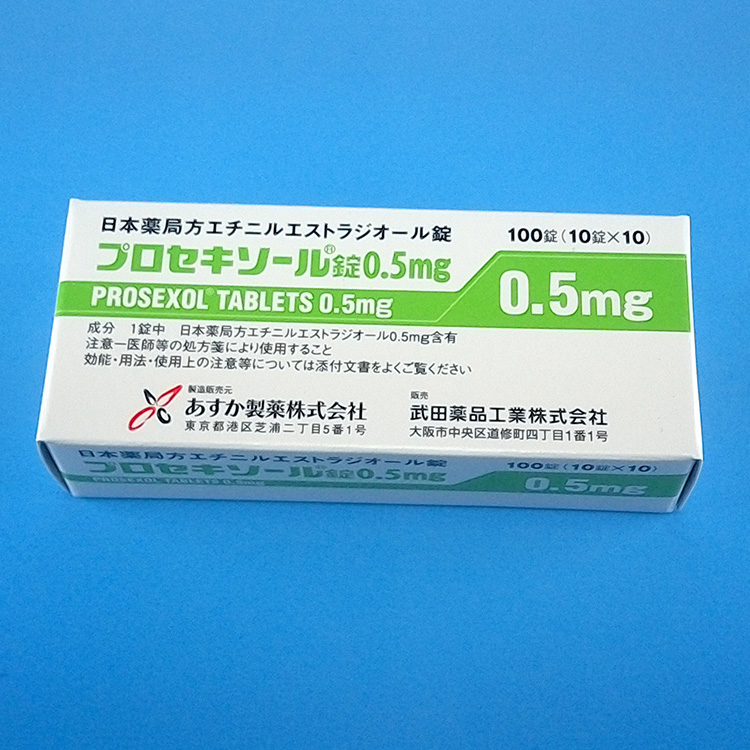 日本薬局方エチニルエストラジオール錠 100錠(10錠×10)
プロセキソール®錠0.5mg
PROSEXOL® TABLETS 0.5mg 0.5mg
成分 1錠中 日本薬局方エチニルエストラジオール0.5mg含有
注意－医師等の処方箋により使用すること
効能・用法・使用上の注意等については添付文書をよくご覧ください
製造販売元
あすか製薬株式会社
東京都港区芝浦二丁目5番1号
販売
武田薬品工業株式会社
大阪市中央区道修町四丁目1番1号
日本薬局方エチニルエストラジオール錠 100錠(10錠×10)
プロセキソール®錠0.5mg
PROSEXOL® TABLETS 0.5mg 0.5mg